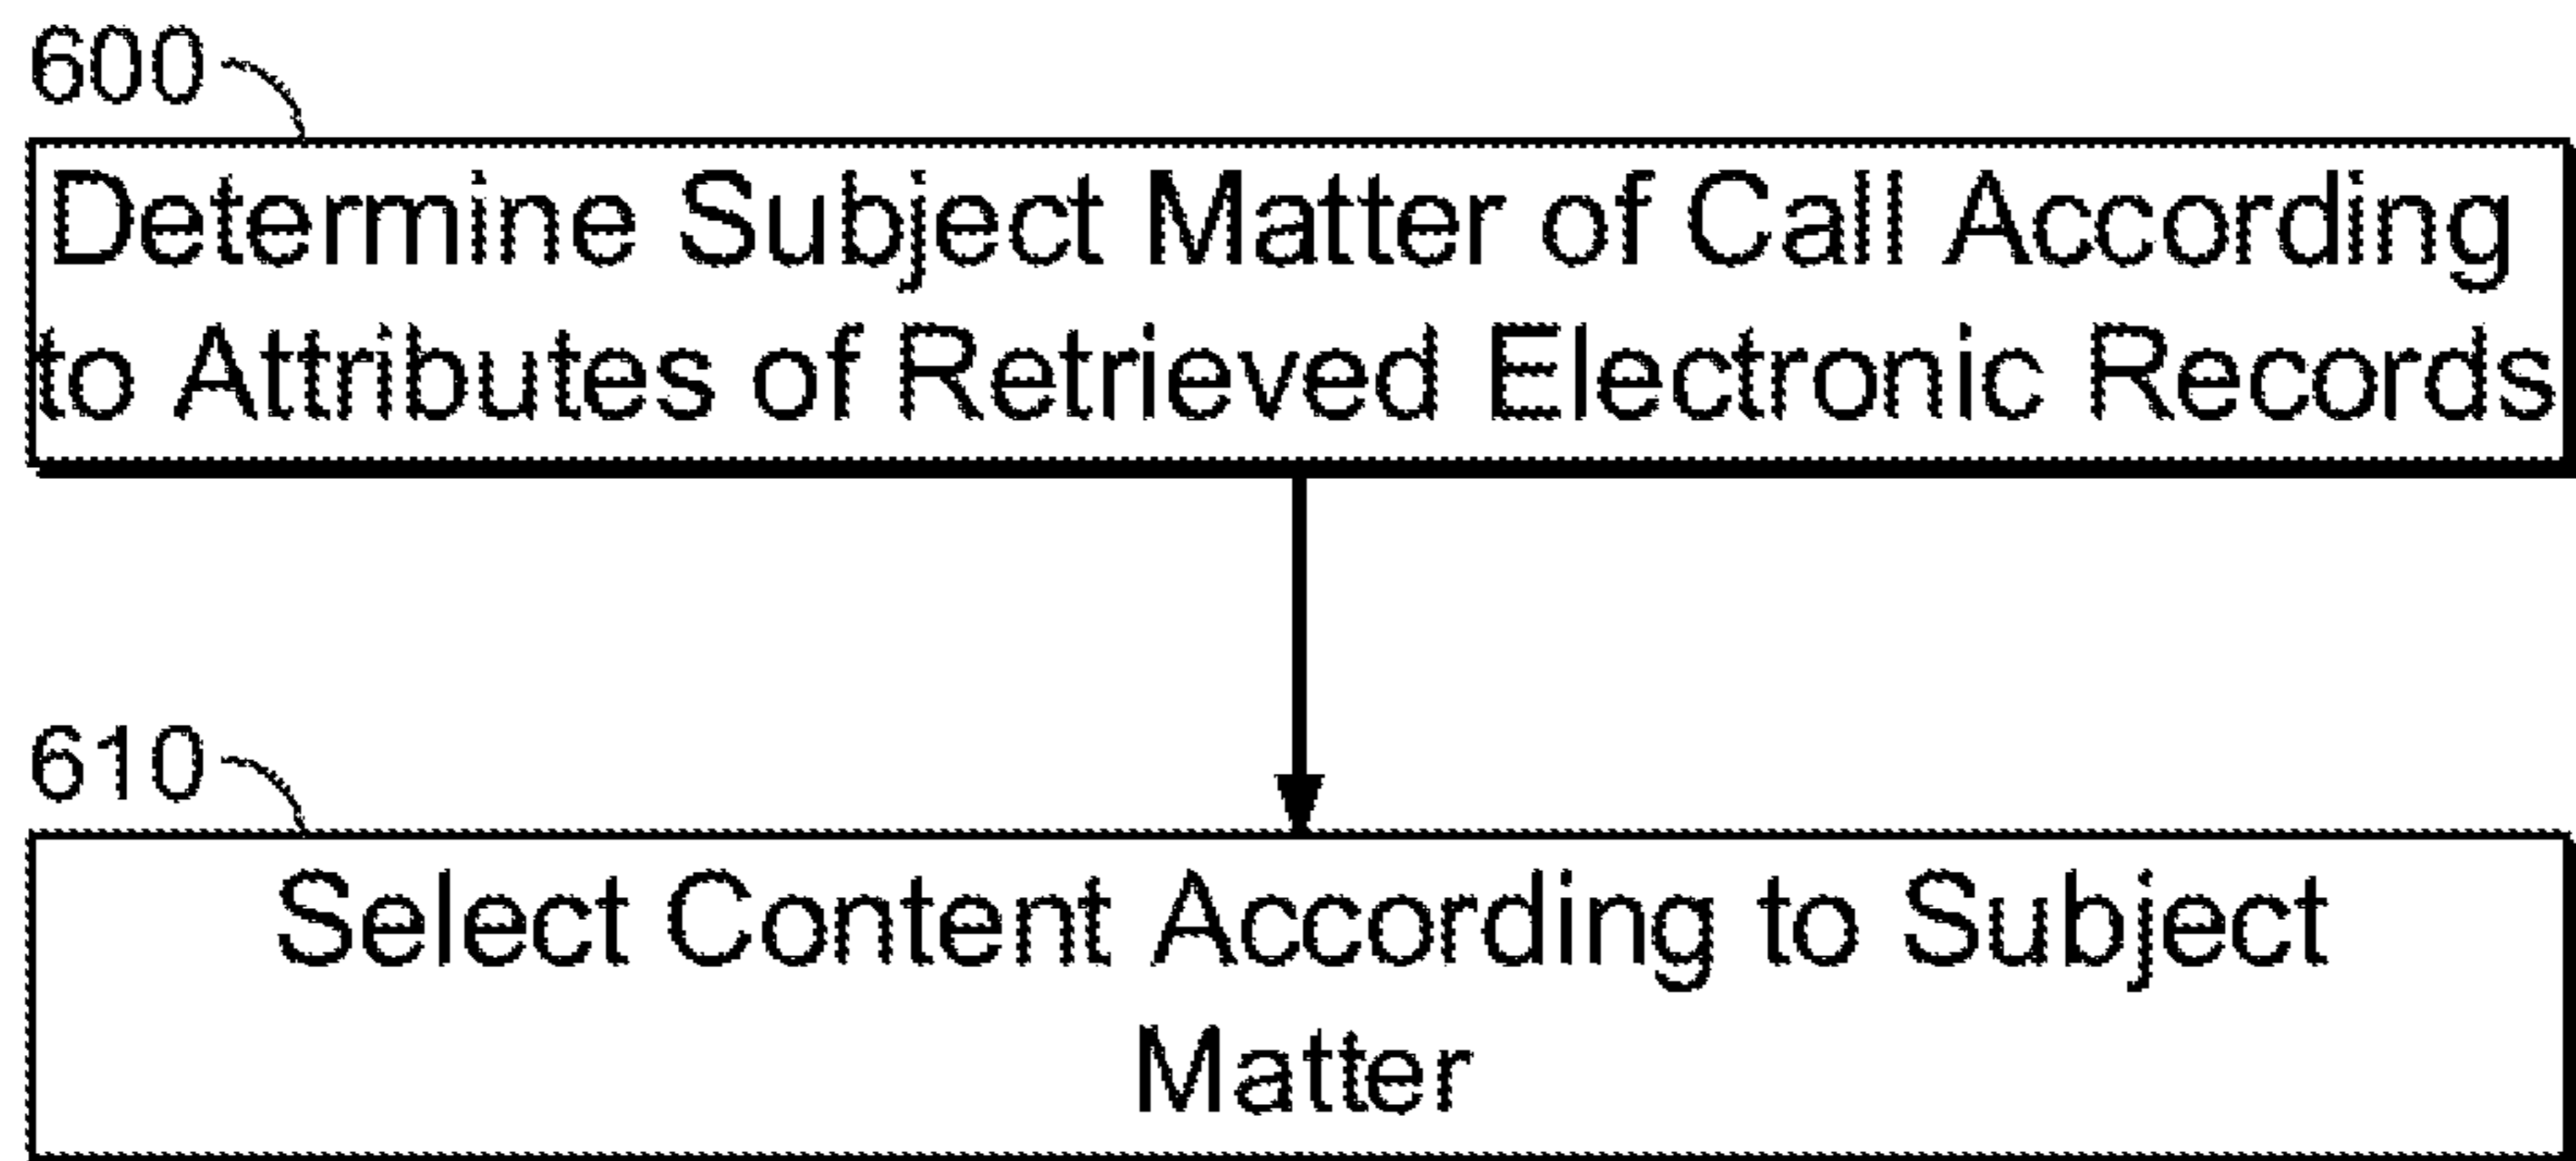 600
Determine Subject Matter of Call According
to Attributes of Retrieved Electronic Records
610
Select Content According to Subject
Matter